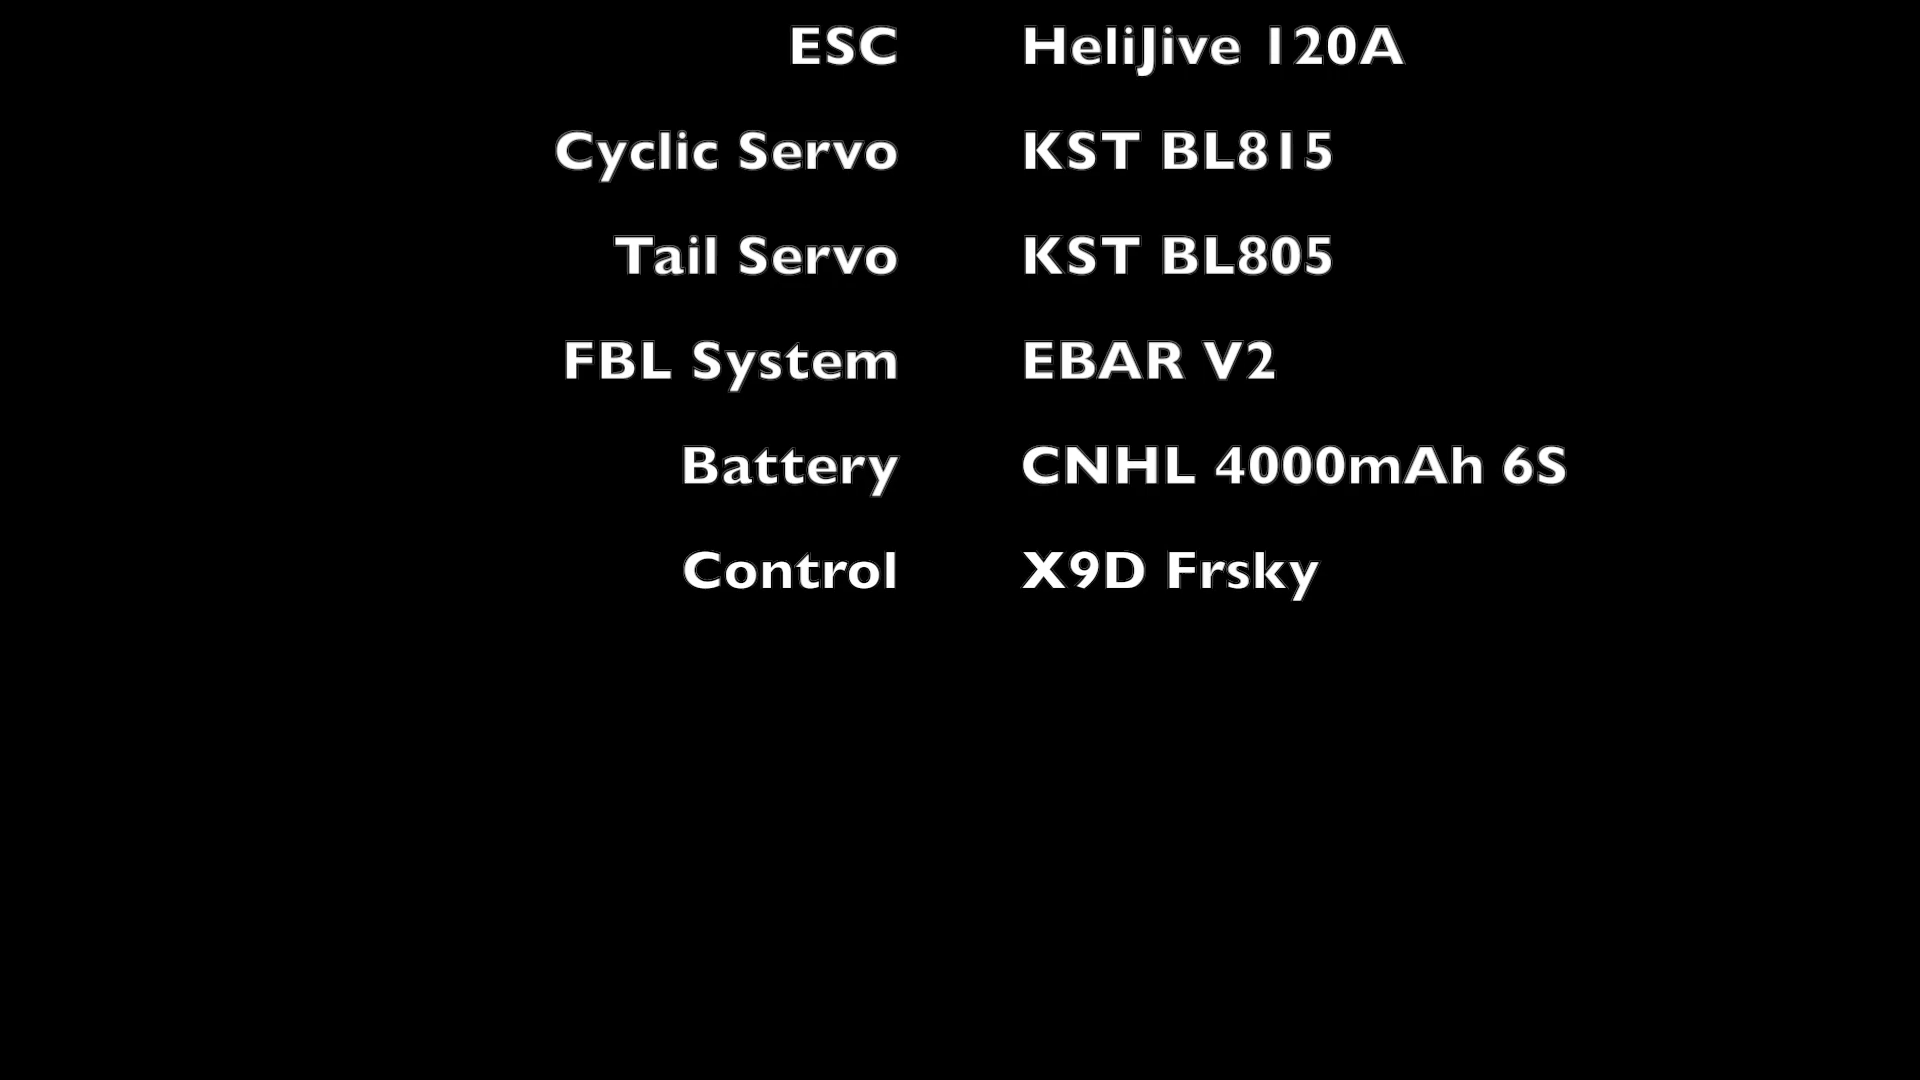 ESC HeliJive 120A
Cyclic Servo KST BL815
Tail Servo KST BL805
FBL System EBAR V2
Battery CNHL 4000mAh 6S
Control X9D Frsky